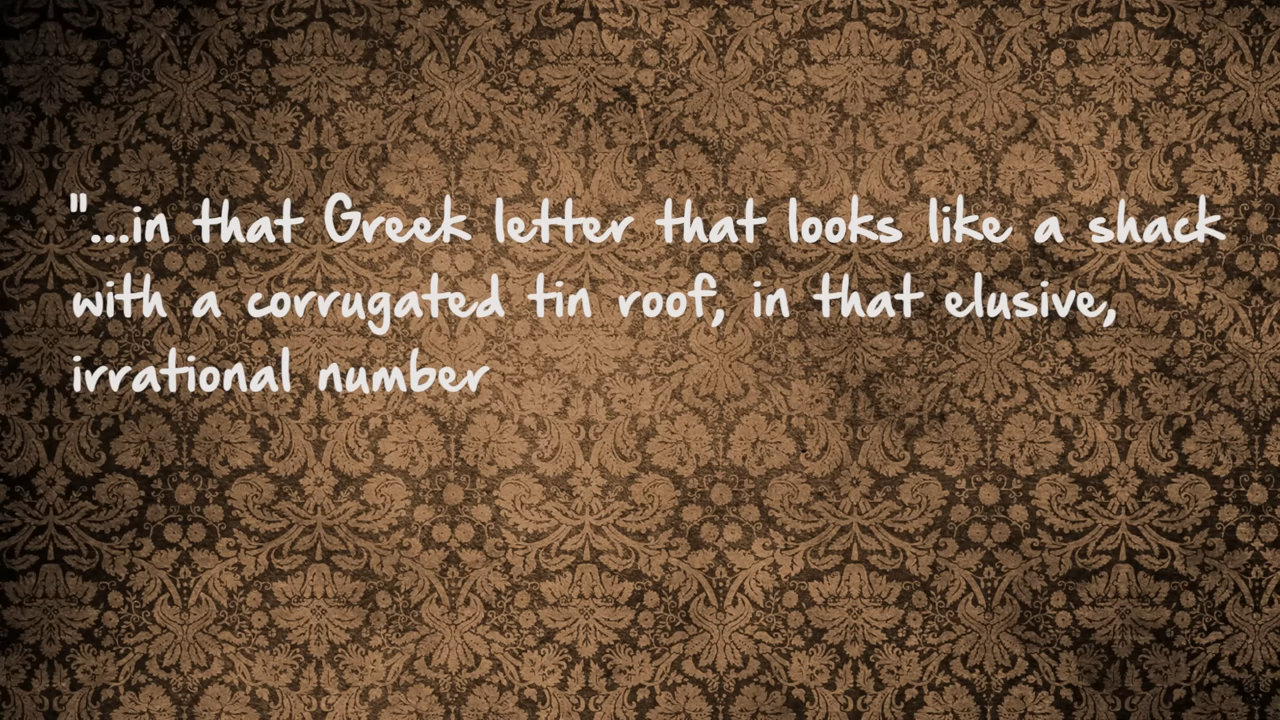 "...in that Greek letter that looks like a shack
with a corrugated tin roof, in that elusive,
irrational number